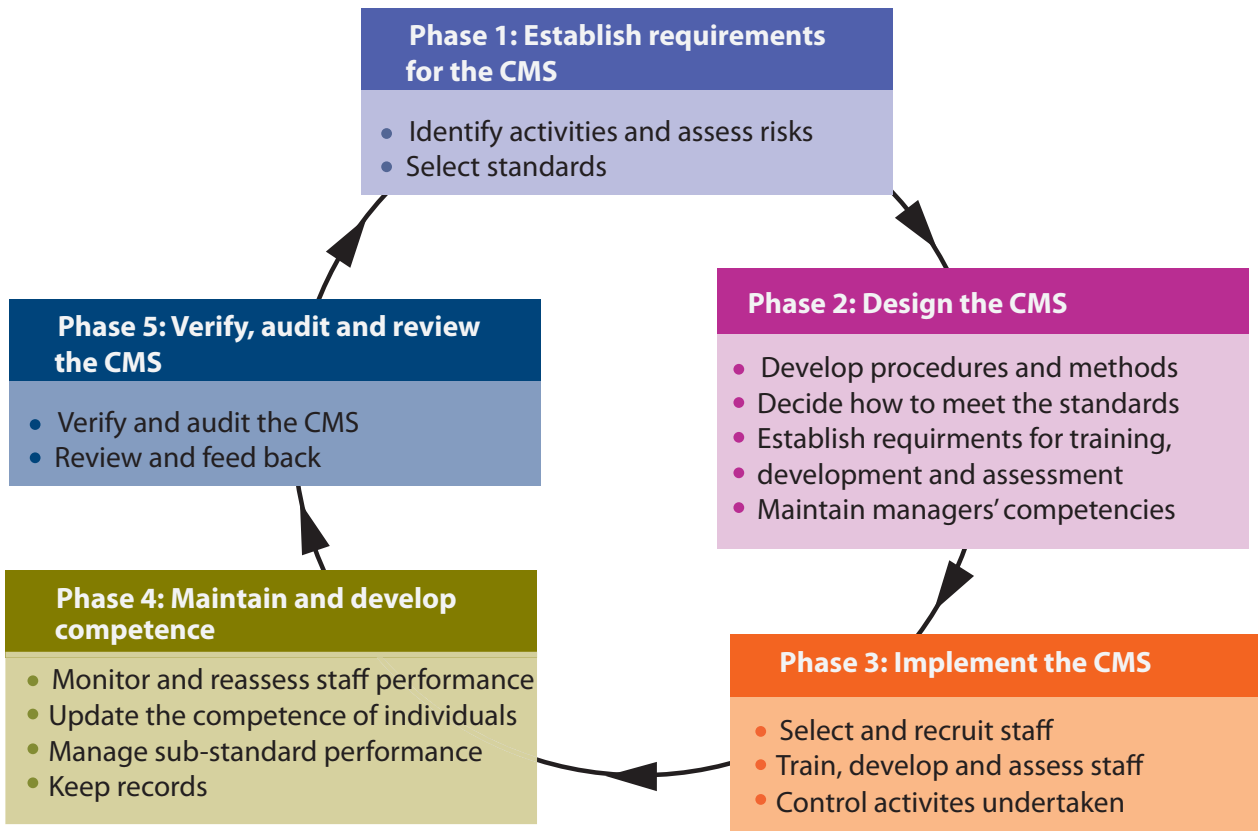 Phase 1: Establish requirements
for the CMS
• Identify activities and assess risks
• Select standards
Phase 2: Design the CMS
• Develop procedures and methods
• Decide how to meet the standards
• Establish requirments for training,
• development and assessment
• Maintain managers' competencies
Phase 3: Implement the CMS
• Select and recruit staff
• Train, develop and assess staff
• Control activites undertaken
Phase 4: Maintain and develop
competence
• Monitor and reassess staff performance
• Update the competence of individuals
• Manage sub-standard performance
• Keep records
Phase 5: Verify, audit and review
the CMS
• Verify and audit the CMS
• Review and feed back